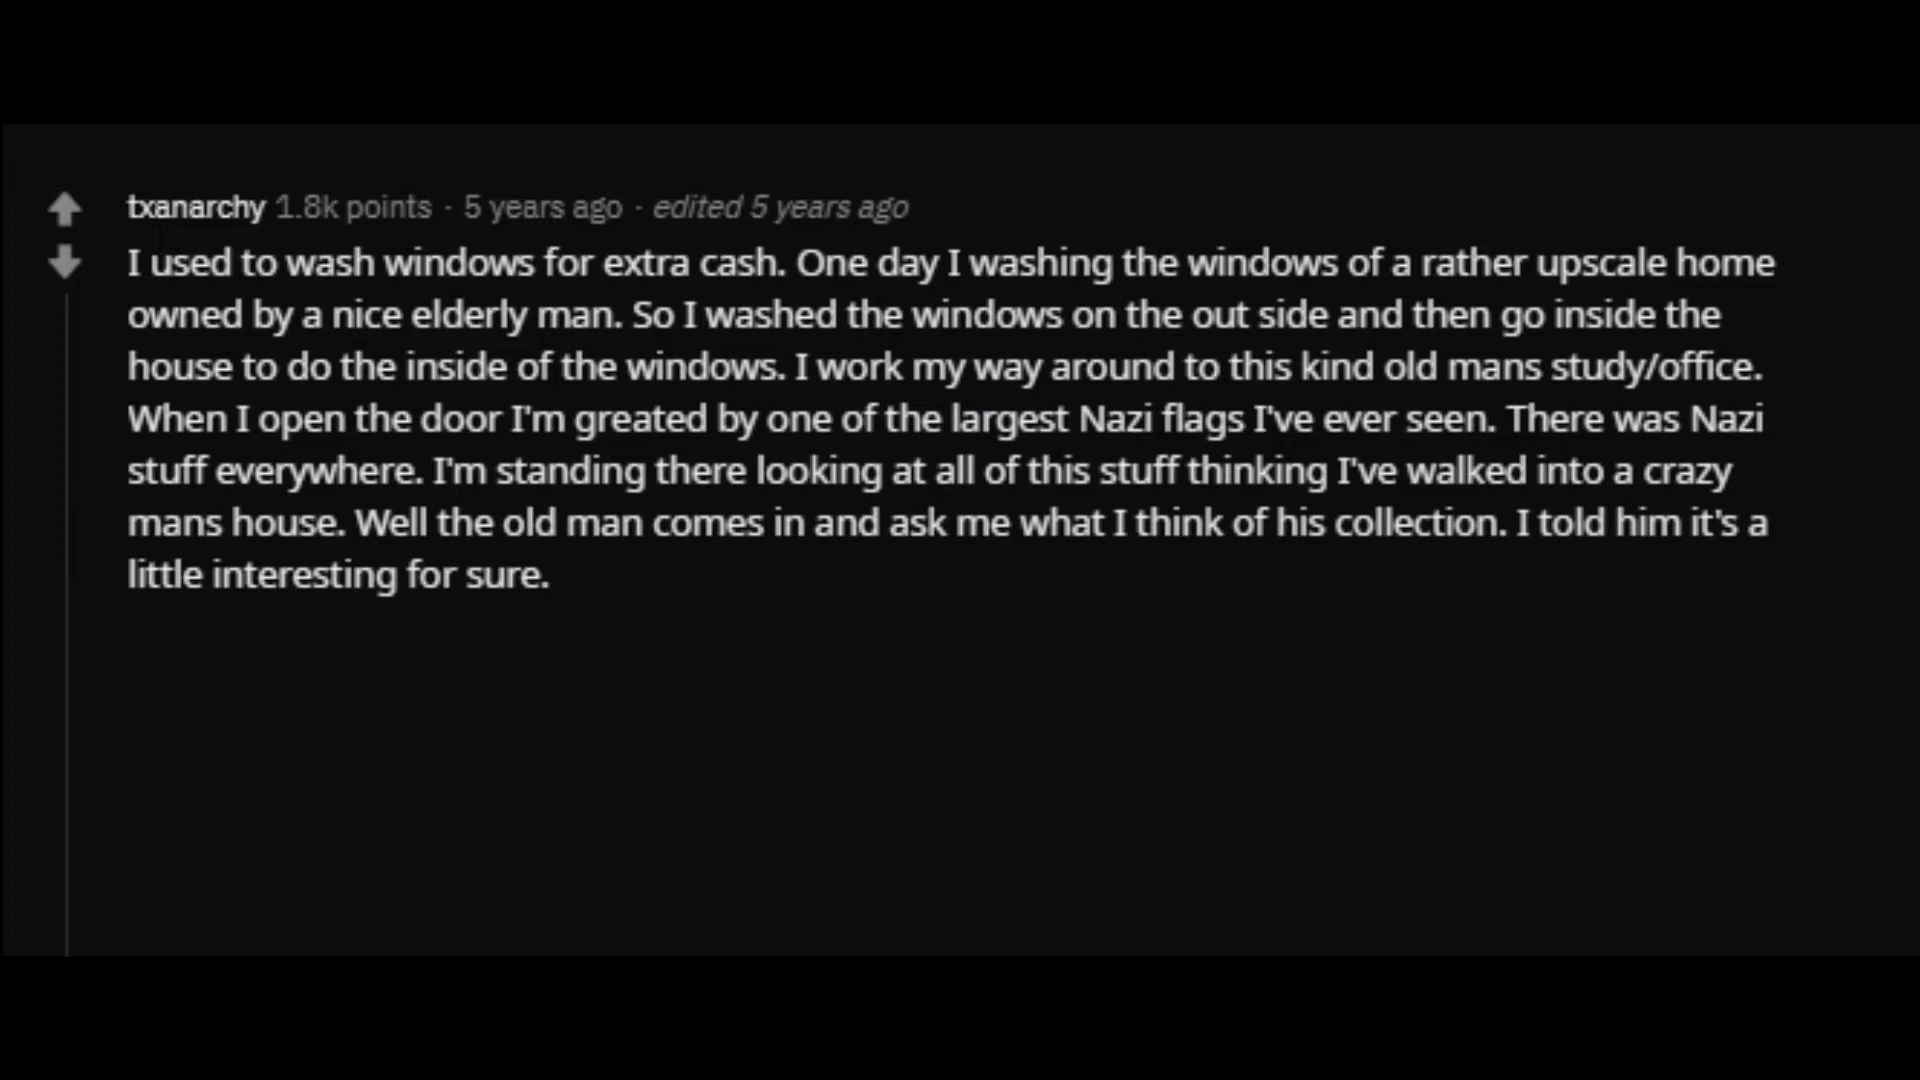 txanarchy 1.8k points · 5 years ago · edited 5 years ago
I used to wash windows for extra cash. One day I washing the windows of a rather upscale home
owned by a nice elderly man. So I washed the windows on the out side and then go inside the
house to do the inside of the windows. I work my way around to this kind old mans study/office.
When I open the door I'm greated by one of the largest Nazi flags I've ever seen. There was Nazi
stuff everywhere. I'm standing there looking at all of this stuff thinking I've walked into a crazy
mans house. Well the old man comes in and ask me what I think of his collection. I told him it's a
little interesting for sure.